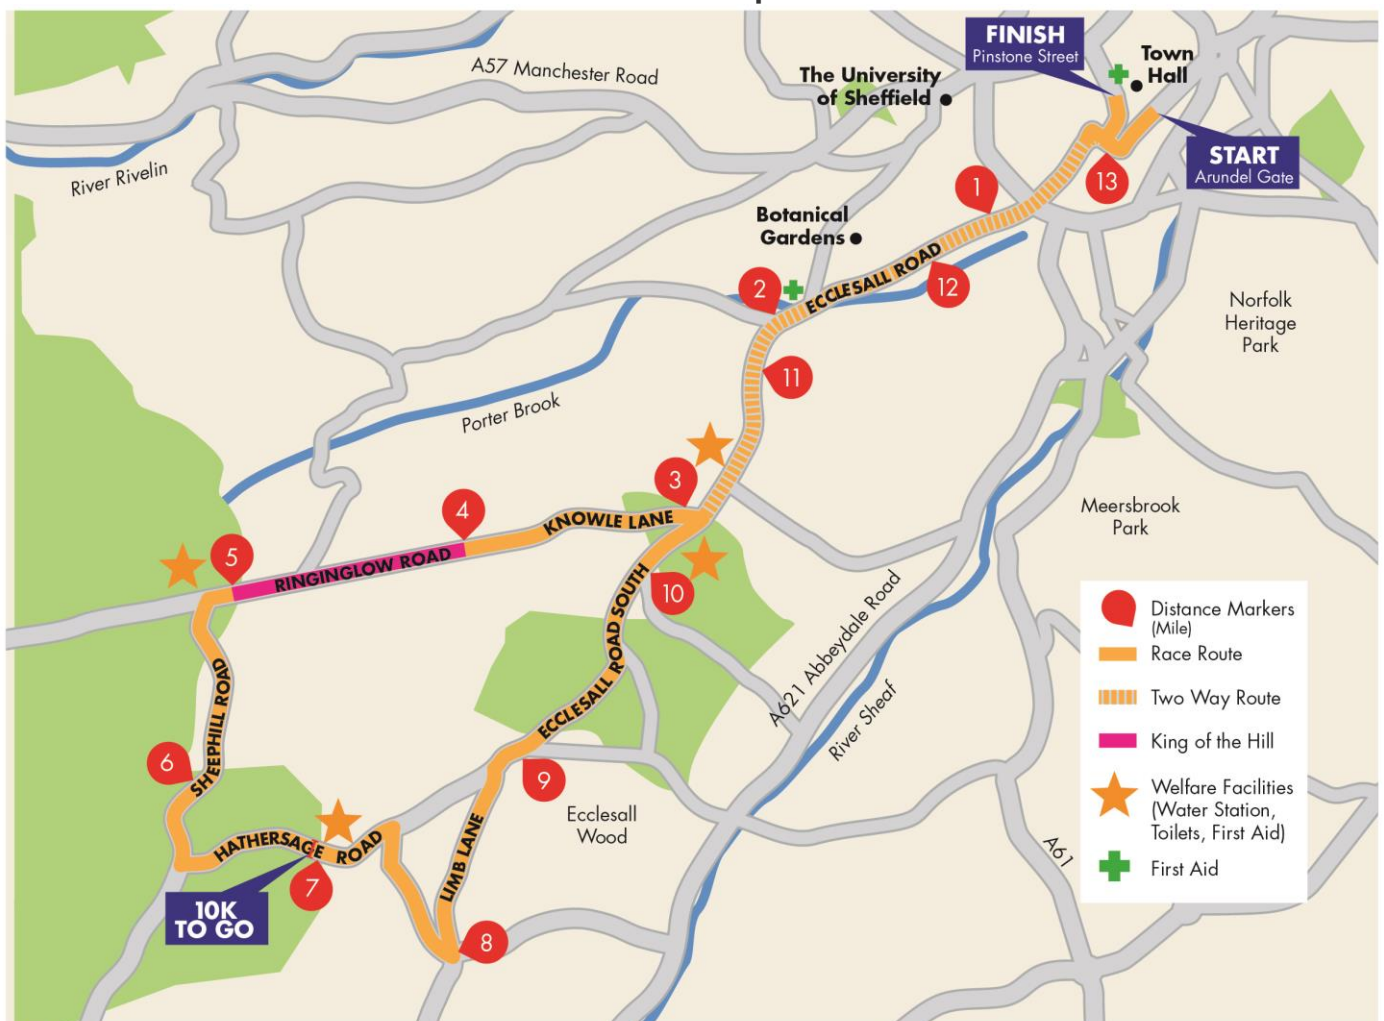 FINISH
Pinstone Street
Town
Hall
A57 Manchester Road
The University
of Sheffield
START
Arundel Gate
River Rivelin
1
13
Botanical
Gardens
ECCLESALL ROAD
2
12
Norfolk
Heritage
Park
11
Porter Brook
3
4
KNOWLE LANE
Meersbrook
Park
5
RINGINGLOW ROAD
10
ECCLESALL ROAD SOUTH
A621 Abbeydale Road
River Sheaf
SHEEPHILL ROAD
6
9
Ecclesall
Wood
HATHERSAGE ROAD
LIMB LANE
7
10K
TO GO
8
A61
Distance Markers
(Mile)
Race Route
Two Way Route
King of the Hill
Welfare Facilities
(Water Station,
Toilets, First Aid)
First Aid